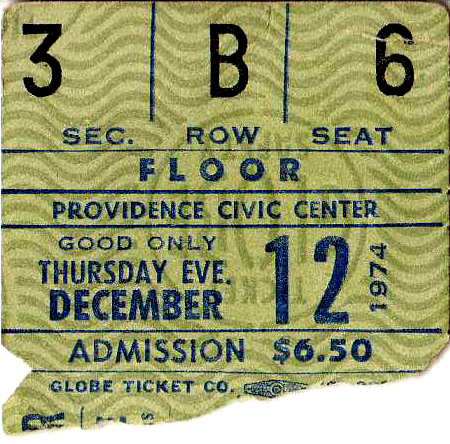 3 B 6
SEC. ROW SEAT
FLOOR
PROVIDENCE CIVIC CENTER
GOOD ONLY
THURSDAY EVE.
DECEMBER 12 1974
ADMISSION $6.50
GLOBE TICKET CO.
R